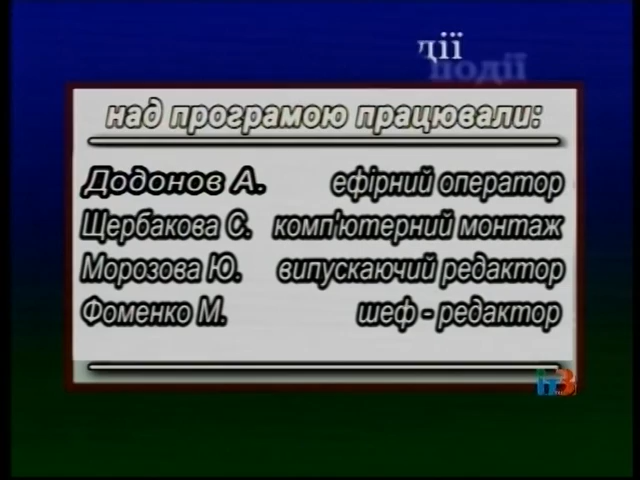 дії
події
над програмою працювали:
Додонов А. ефірний оператор
Щербакова С. комп'ютерний монтаж
Морозова Ю. випускаючий редактор
Фоменко М. шеф - редактор